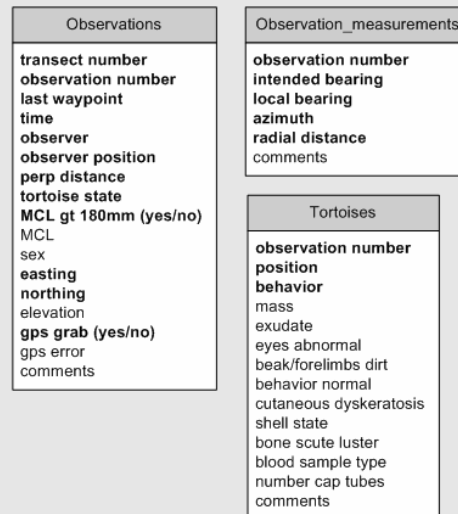 Observations
transect number
observation number
last waypoint
time
observer
observer position
perp distance
tortoise state
MCL gt 180mm (yes/no)
MCL
sex
easting
northing
elevation
gps grab (yes/no)
gps error
comments
Observation_measurements
observation number
intended bearing
local bearing
azimuth
radial distance
comments
Tortoises
observation number
position
behavior
mass
exudate
eyes abnormal
beak/forelimbs dirt
behavior normal
cutaneous dyskeratosis
shell state
bone scute luster
blood sample type
number cap tubes
comments